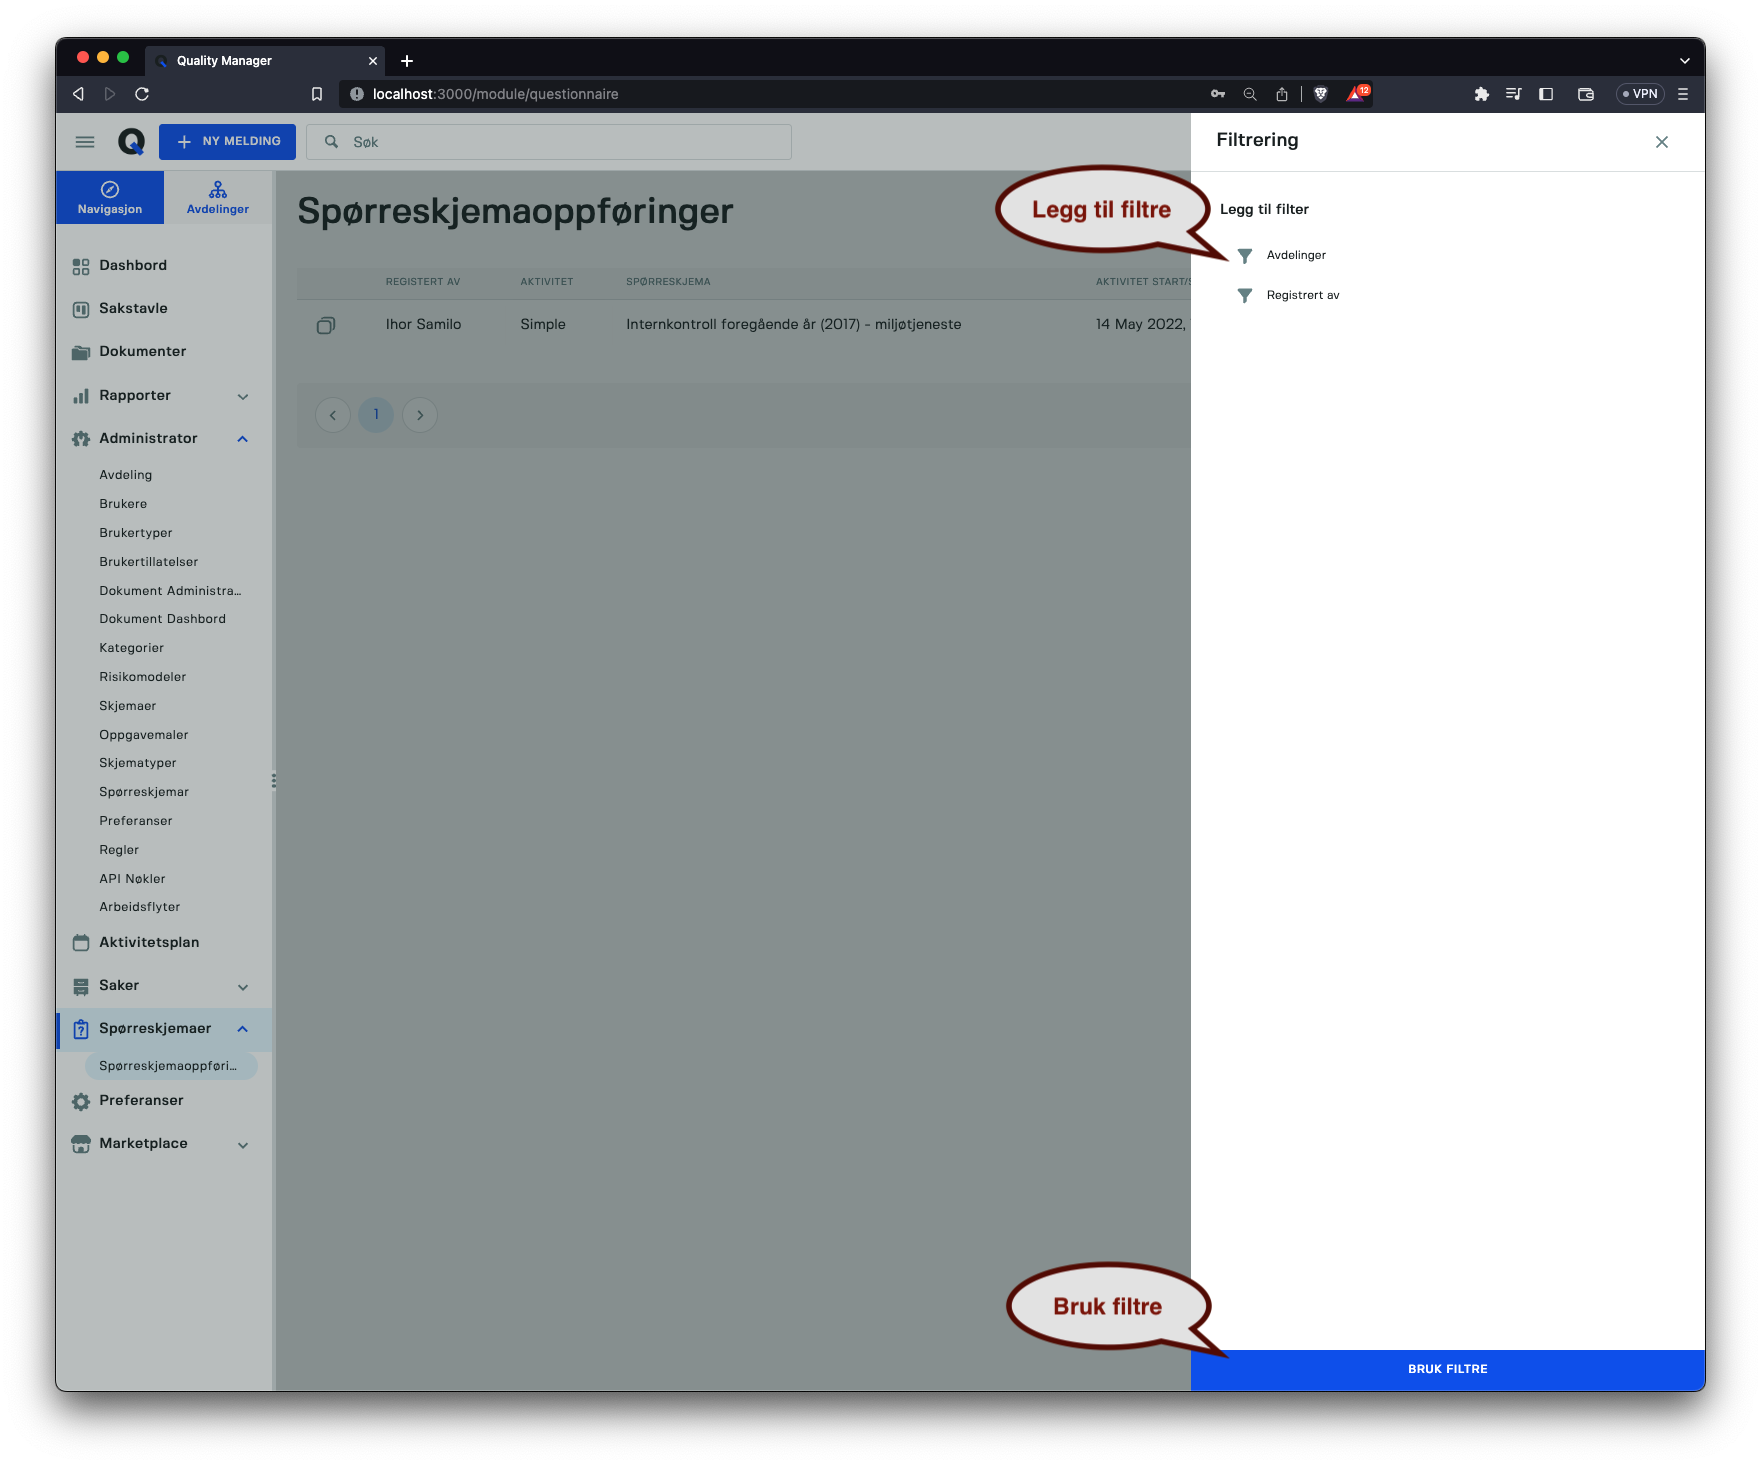 Quality Manager
localhost:3000/module/questionnaire
12
VPN
NY MELDING
Søk
Filtrering
Navigasjon
Avdelinger
Spørreskjemaoppføringer
Legg til filtre
Legg til filter
Avdelinger
Registrert av
REGISTERT AV
AKTIVITET
SPØRRESKJEMA
AKTIVITET START/
Ihor Samilo
Simple
Internkontroll foregående år (2017) - miljøtjeneste
14 May 2022,
1
Dashbord
Sakstavle
Dokumenter
Rapporter
Administrator
Avdeling
Brukere
Brukertyper
Brukertillatelser
Dokument Administra...
Dokument Dashbord
Kategorier
Risikomodeler
Skjemaer
Oppgavemaler
Skjematyper
Spørreskjemar
Preferanser
Regler
API Nøkler
Arbeidsflyter
Aktivitetsplan
Saker
Spørreskjemaer
Spørreskjemaoppføri...
Preferanser
Marketplace
Bruk filtre
BRUK FILTRE